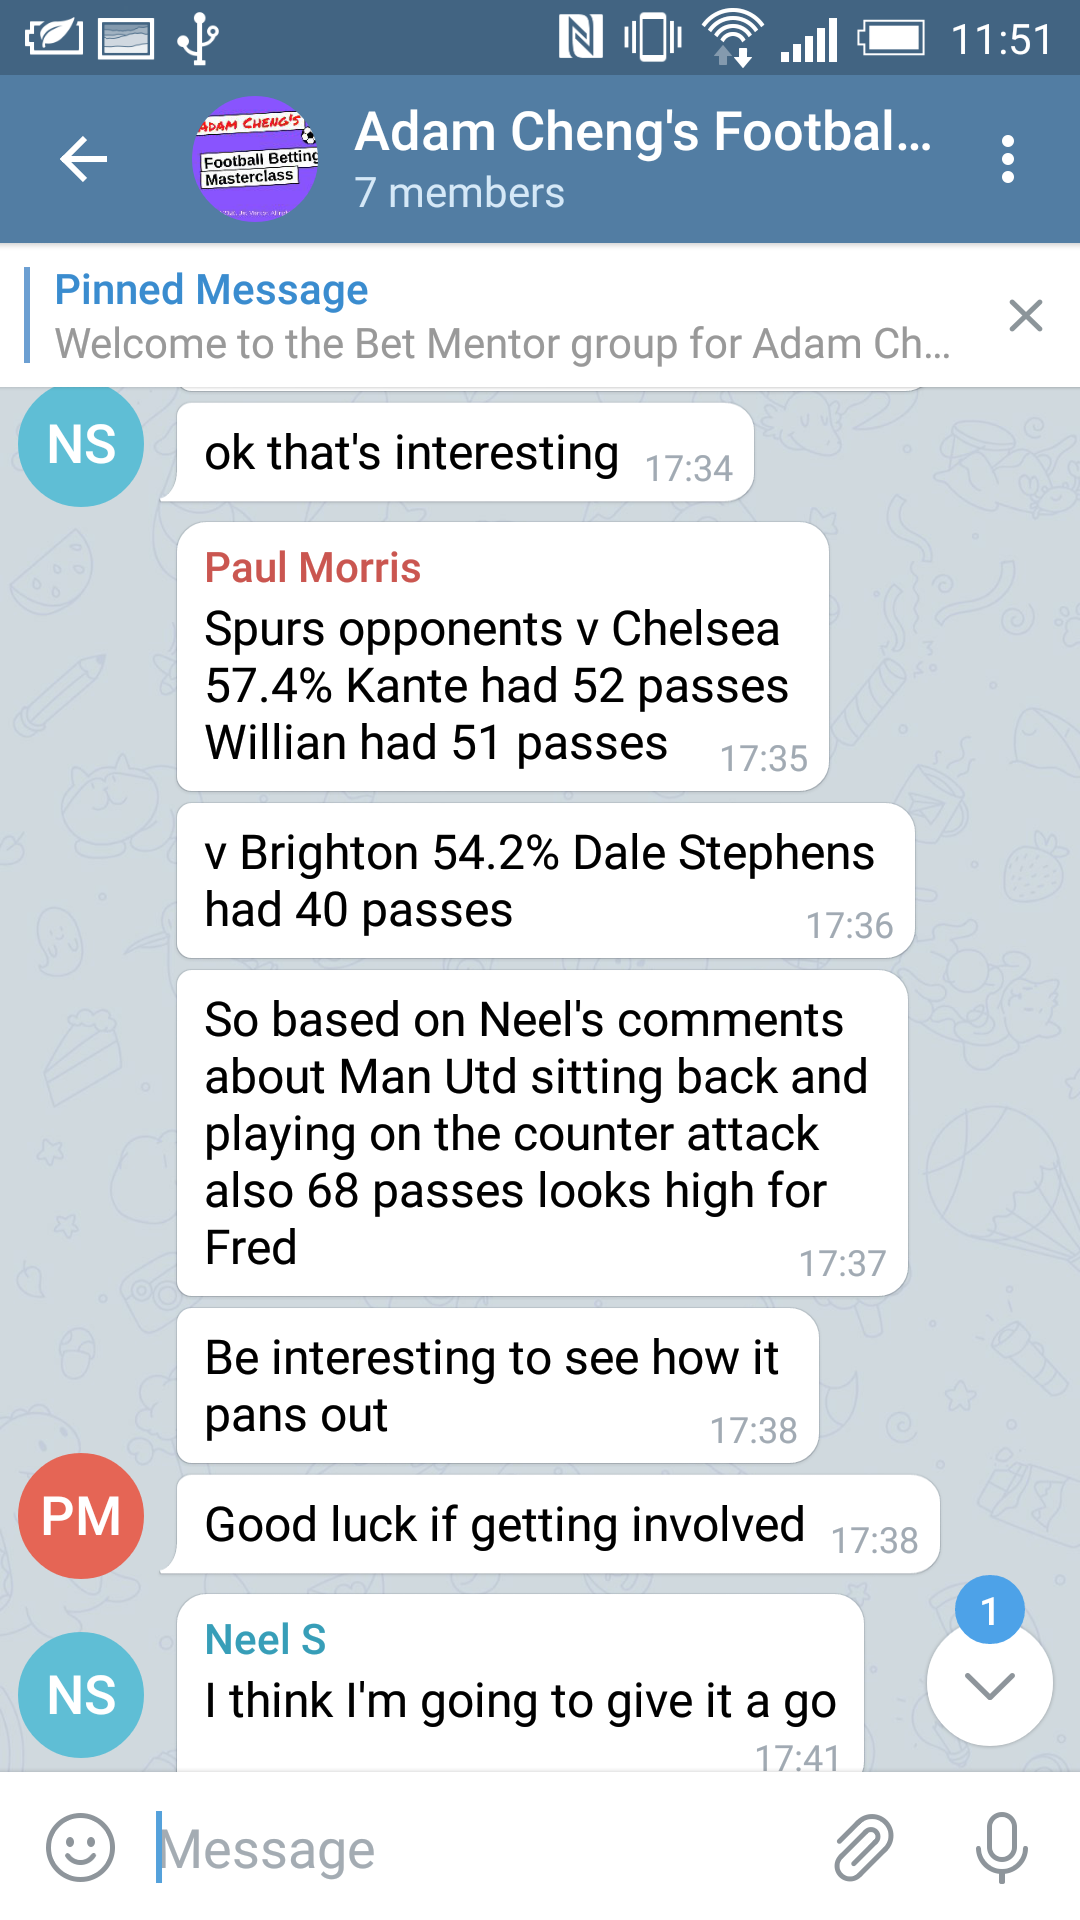 11:51
ADAM CHENG'S
Football Betting
Masterclass
Adam Cheng's Footbal...
7 members
Pinned Message
Welcome to the Bet Mentor group for Adam Ch...
NS
ok that's interesting 17:34
Paul Morris
Spurs opponents v Chelsea
57.4% Kante had 52 passes
Willian had 51 passes 17:35
v Brighton 54.2% Dale Stephens
had 40 passes 17:36
So based on Neel's comments
about Man Utd sitting back and
playing on the counter attack
also 68 passes looks high for
Fred 17:37
Be interesting to see how it
pans out 17:38
PM
Good luck if getting involved 17:38
1
Neel S
NS
I think I'm going to give it a go
17:41
Message